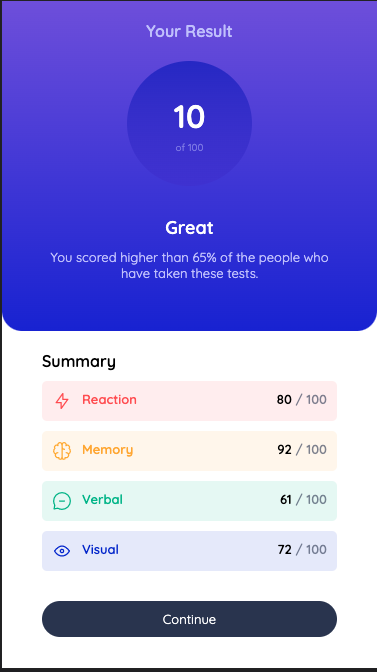 Your Result
10
of 100
Great
You scored higher than 65% of the people who
have taken these tests.
Summary
Reaction 80 / 100
Memory 92 / 100
Verbal 61 / 100
Visual 72 / 100
Continue